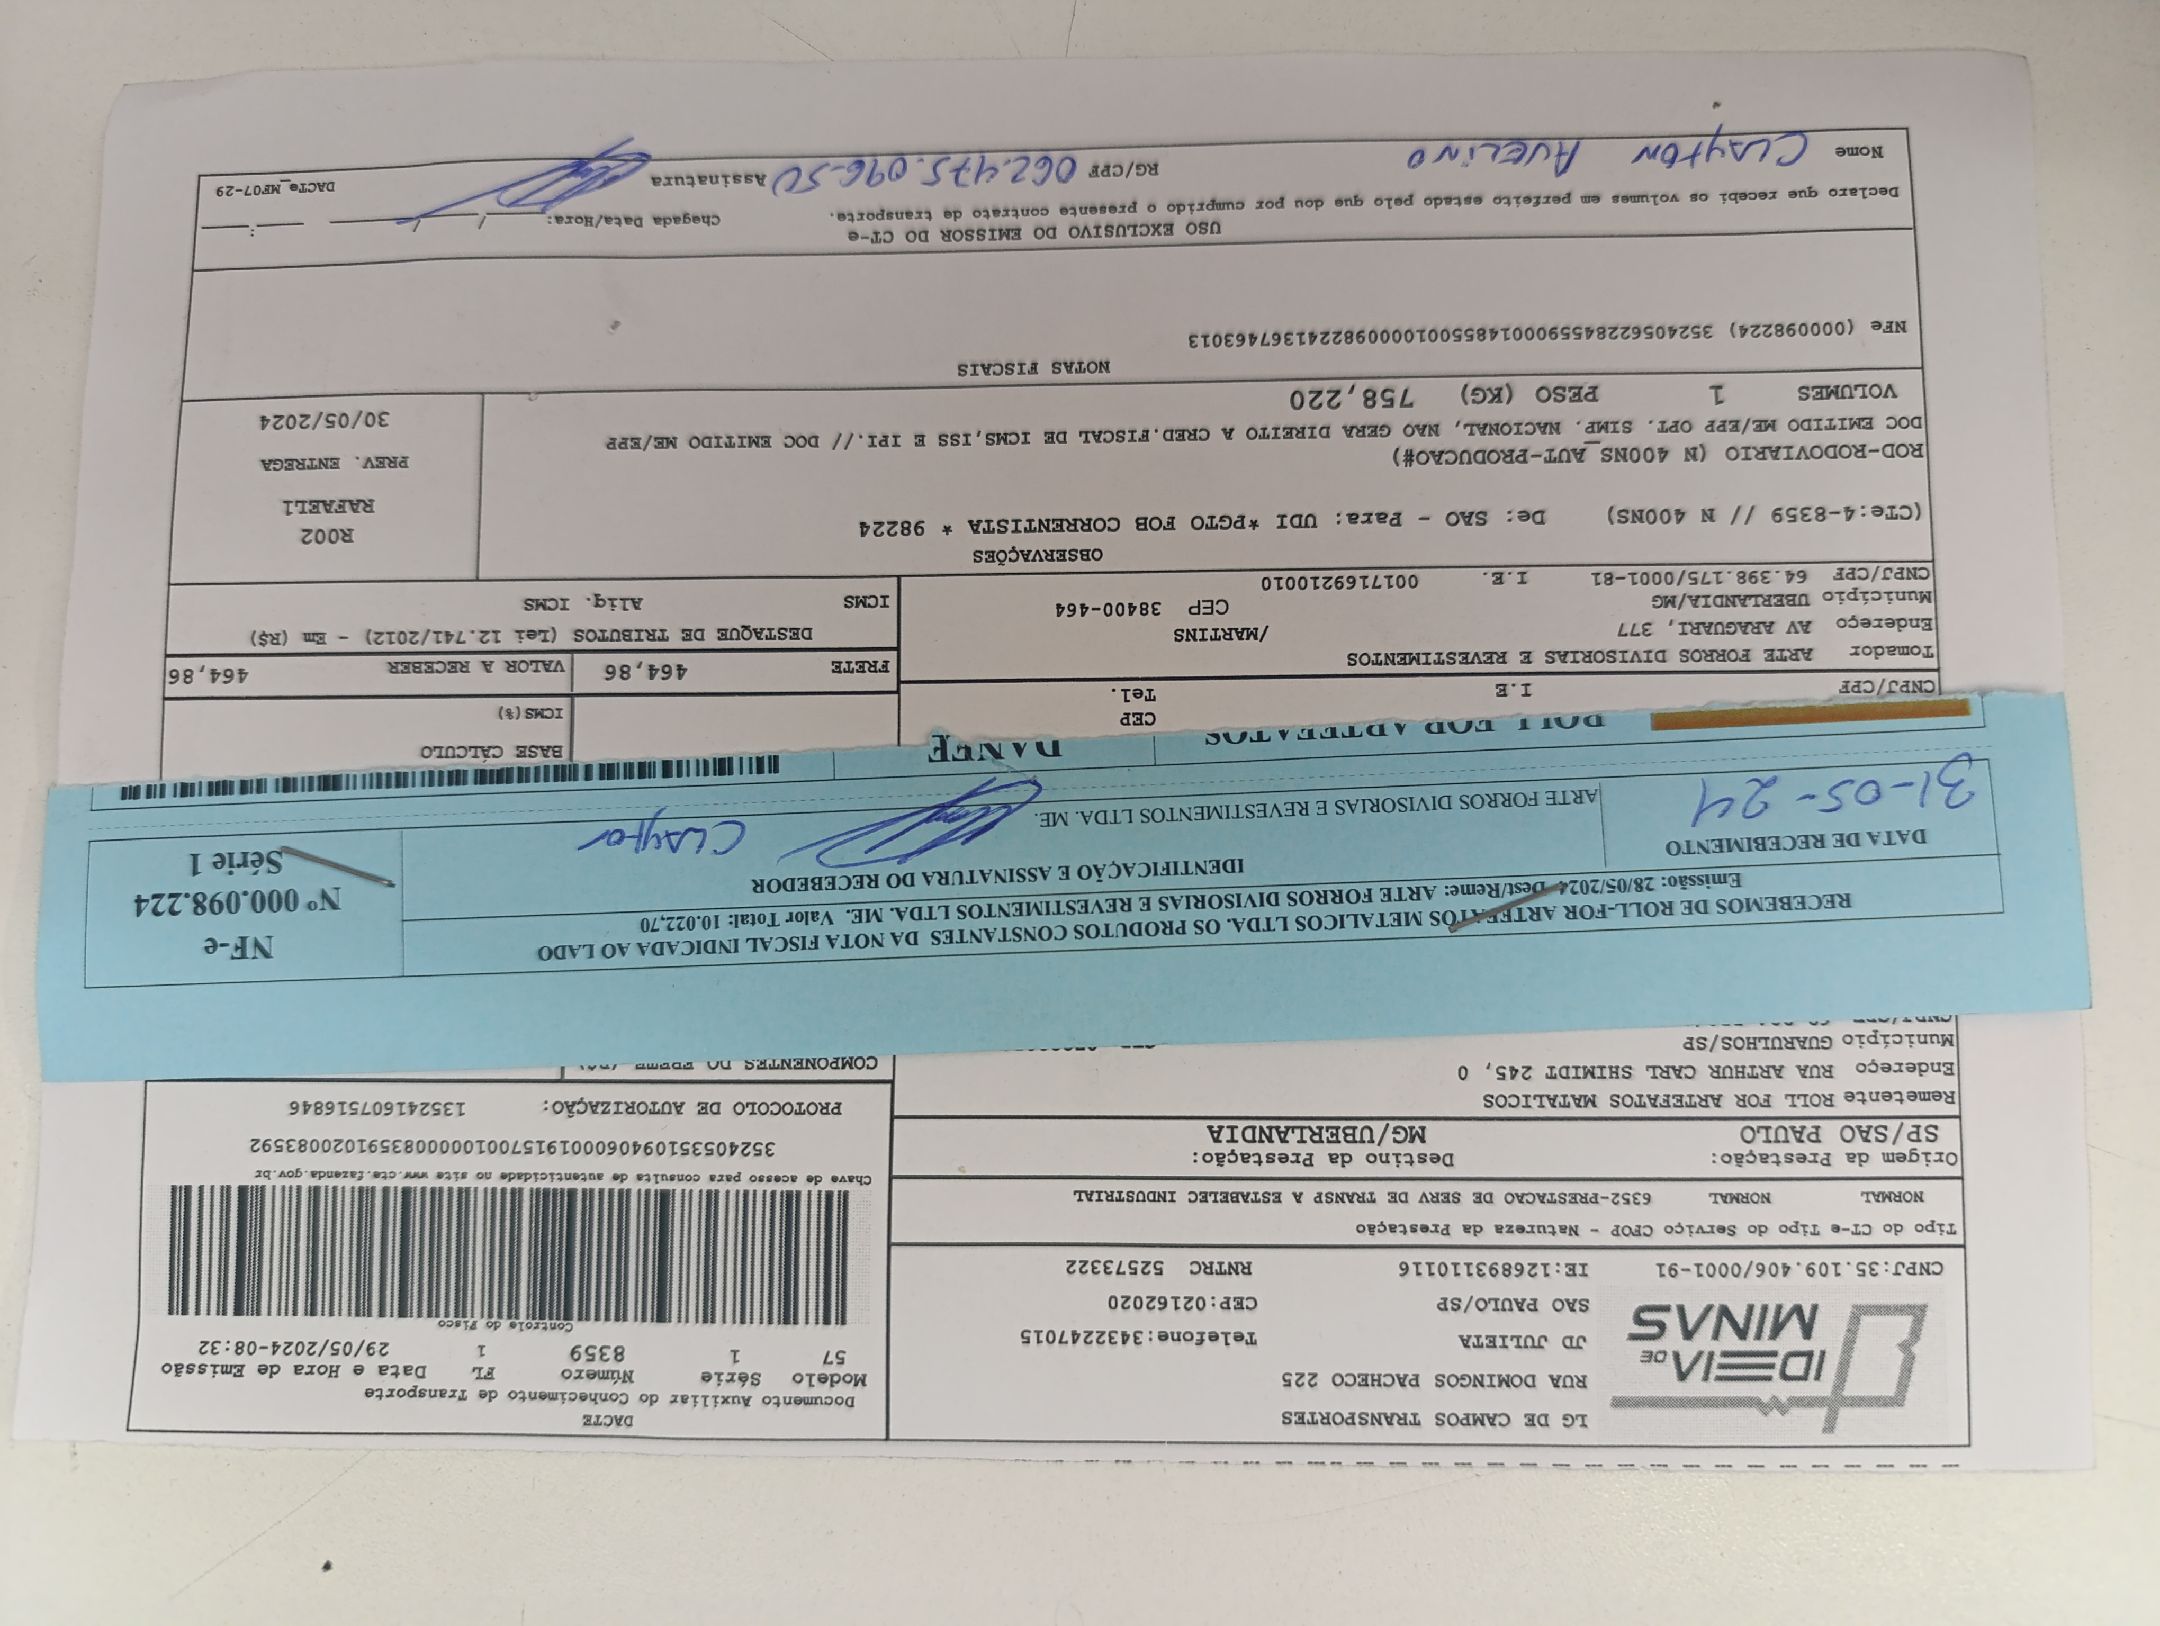 IDEIA DE MINAS
LG DE CAMPOS TRANSPORTES
RUA DOMINGOS PACHECO 225
JD JULIETA Telefone:3432247015
SAO PAULO/SP CEP:02162020
CNPJ:35.109.406/0001-91 IE:126893110116 RNTRC 52573322
DACTE
Documento Auxiliar do Conhecimento de Transporte
Modelo Série Número FL Data e Hora de Emissão
57 1 8359 1 29/05/2024-08:32
Controle do Fisco
Chave de acesso para consulta de autenticidade no site www.cte.fazenda.gov.br
35240535109406000191570010000083591020083592
PROTOCOLO DE AUTORIZAÇÃO: 135241607516846
Tipo do CT-e Tipo do Serviço CFOP - Natureza da Prestação
NORMAL NORMAL 6352-PRESTACAO DE SERV DE TRANSP A ESTABELEC INDUSTRIAL
Origem da Prestação: Destino da Prestação:
SP/SAO PAULO MG/UBERLANDIA
Remetente ROLL FOR ARTEFATOS MATALICOS
Endereço RUA ARTHUR CARL SHIMIDT 245, 0
Município GUARULHOS/SP
COMPONENTES DO FRETE (R$)
RECEBEMOS DE ROLL-FOR ARTEFATOS METALICOS LTDA. OS PRODUTOS CONSTANTES DA NOTA FISCAL INDICADA AO LADO
Emissão: 28/05/2024 Dest/Reme: ARTE FORROS DIVISORIAS E REVESTIMENTOS LTDA. ME. Valor Total: 10.022,70
DATA DE RECEBIMENTO
31-05-24
IDENTIFICAÇÃO E ASSINATURA DO RECEBEDOR
ARTE FORROS DIVISORIAS E REVESTIMENTOS LTDA. ME.
Clayton
NF-e
Nº 000.098.224
Série 1
ROLL FOR ARTEFATOS
DANFE
CEP
CNPJ/CPF I.E Tel.
BASE CÁLCULO
ICMS(%)
Tomador ARTE FORROS DIVISORIAS E REVESTIMENTOS
Endereço AV ARAGUARI, 377 /MARTINS
Município UBERLANDIA/MG CEP 38400-464
CNPJ/CPF 64.398.175/0001-81 I.E. 0017169210010
FRETE 464,86 VALOR A RECEBER 464,86
DESTAQUE DE TRIBUTOS (Lei 12.741/2012) - Em (R$)
ICMS Aliq. ICMS
OBSERVAÇÕES
(CTe:4-8359 // N 400NS) De: SAO - Para: UDI *PGTO FOB CORRENTISTA * 98224
ROD-RODOVIARIO (N 400NS_AUT-PRODUCAO#)
DOC EMITIDO ME/EPP OPT. SIMP. NACIONAL, NAO GERA DIREITO A CRED.FISCAL DE ICMS,ISS E IPI.// DOC EMITIDO ME/EPP
VOLUMES 1 PESO (KG) 758,220
R002
RAFAEL1
PREV. ENTREGA
30/05/2024
NOTAS FISCAIS
NFe (00098224) 35240562284559000148550010000982241367463013
USO EXCLUSIVO DO EMISSOR DO CT-e
Declaro que recebi os volumes em perfeito estado pelo que dou por cumprido o presente contrato de transporte.
Chegada Data/Hora: / / :
Nome Clayton Avelino RG/CPF 062.475.096-50 Assinatura
DACTe_MF07-29